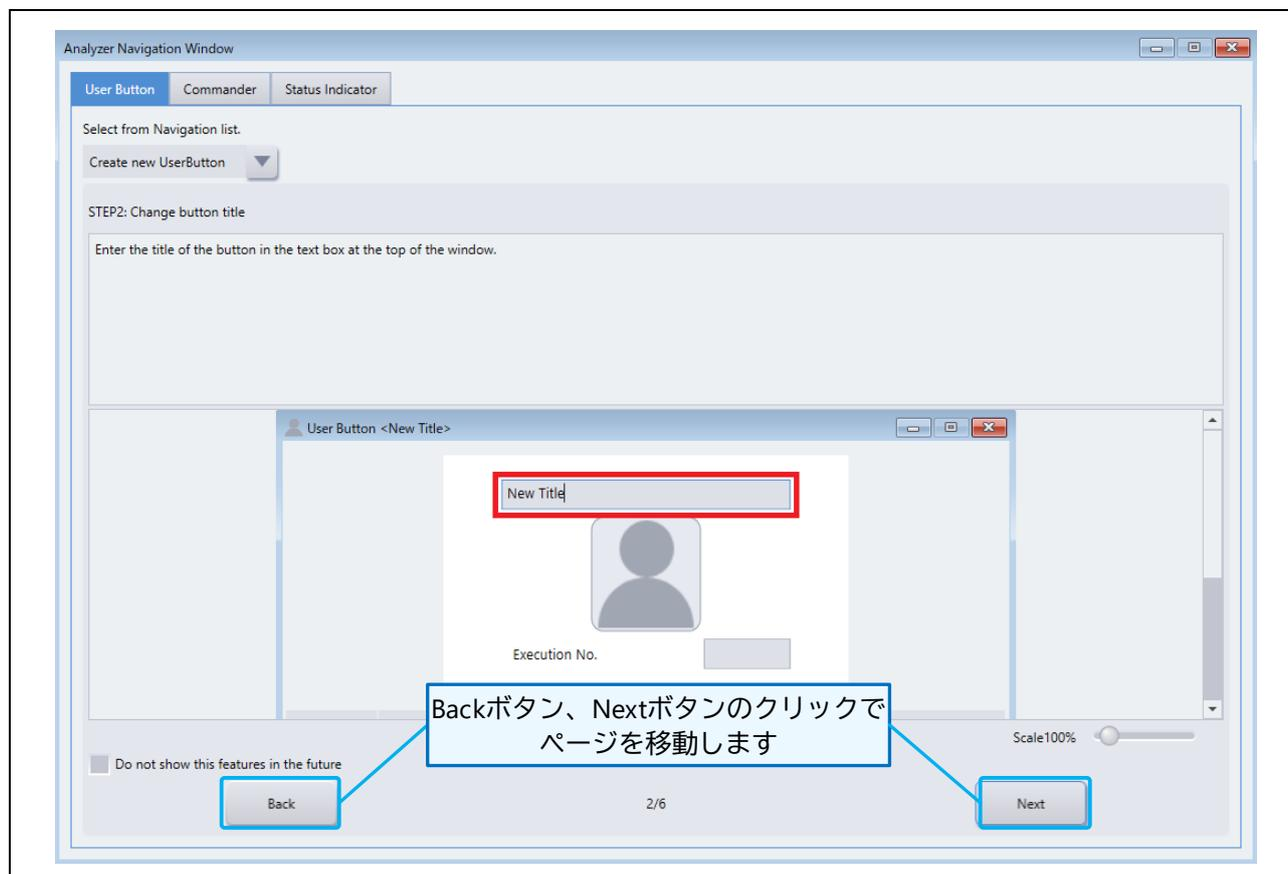 Analyzer Navigation Window
User Button
Commander
Status Indicator
Select from Navigation list.
Create new UserButton
STEP2: Change button title
Enter the title of the button in the text box at the top of the window.
User Button <New Title>
New Title
Execution No.
Backボタン、Nextボタンのクリックで
ページを移動します
Scale100%
Do not show this features in the future
Back
2/6
Next